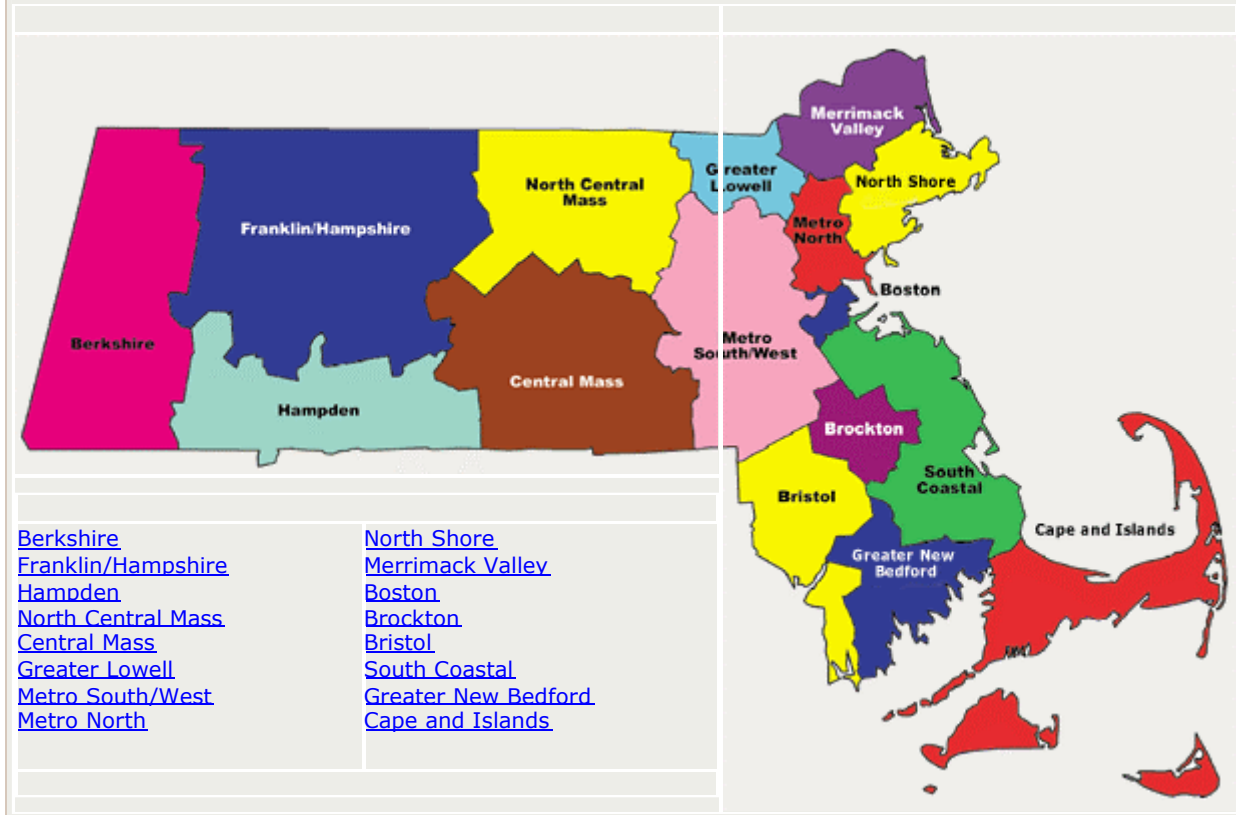 Merrimack
Valley
Greater
Lowell
North Shore
North Central
Mass
Metro
North
Franklin/Hampshire
Boston
Berkshire
Metro
South/West
Central Mass
Hampden
Brockton
South
Coastal
Bristol
Cape and Islands
Greater New
Bedford
Berkshire
Franklin/Hampshire
Hampden
North Central Mass
Central Mass
Greater Lowell
Metro South/West
Metro North
North Shore
Merrimack Valley
Boston
Brockton
Bristol
South Coastal
Greater New Bedford
Cape and Islands